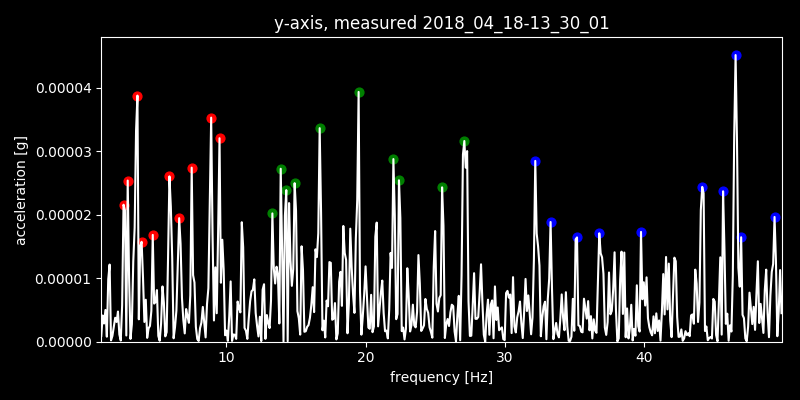 y-axis, measured 2018_04_18-13_30_01
0.00004
0.00003
0.00002
0.00001
0.00000
acceleration [g]
10 20 30 40
frequency [Hz]